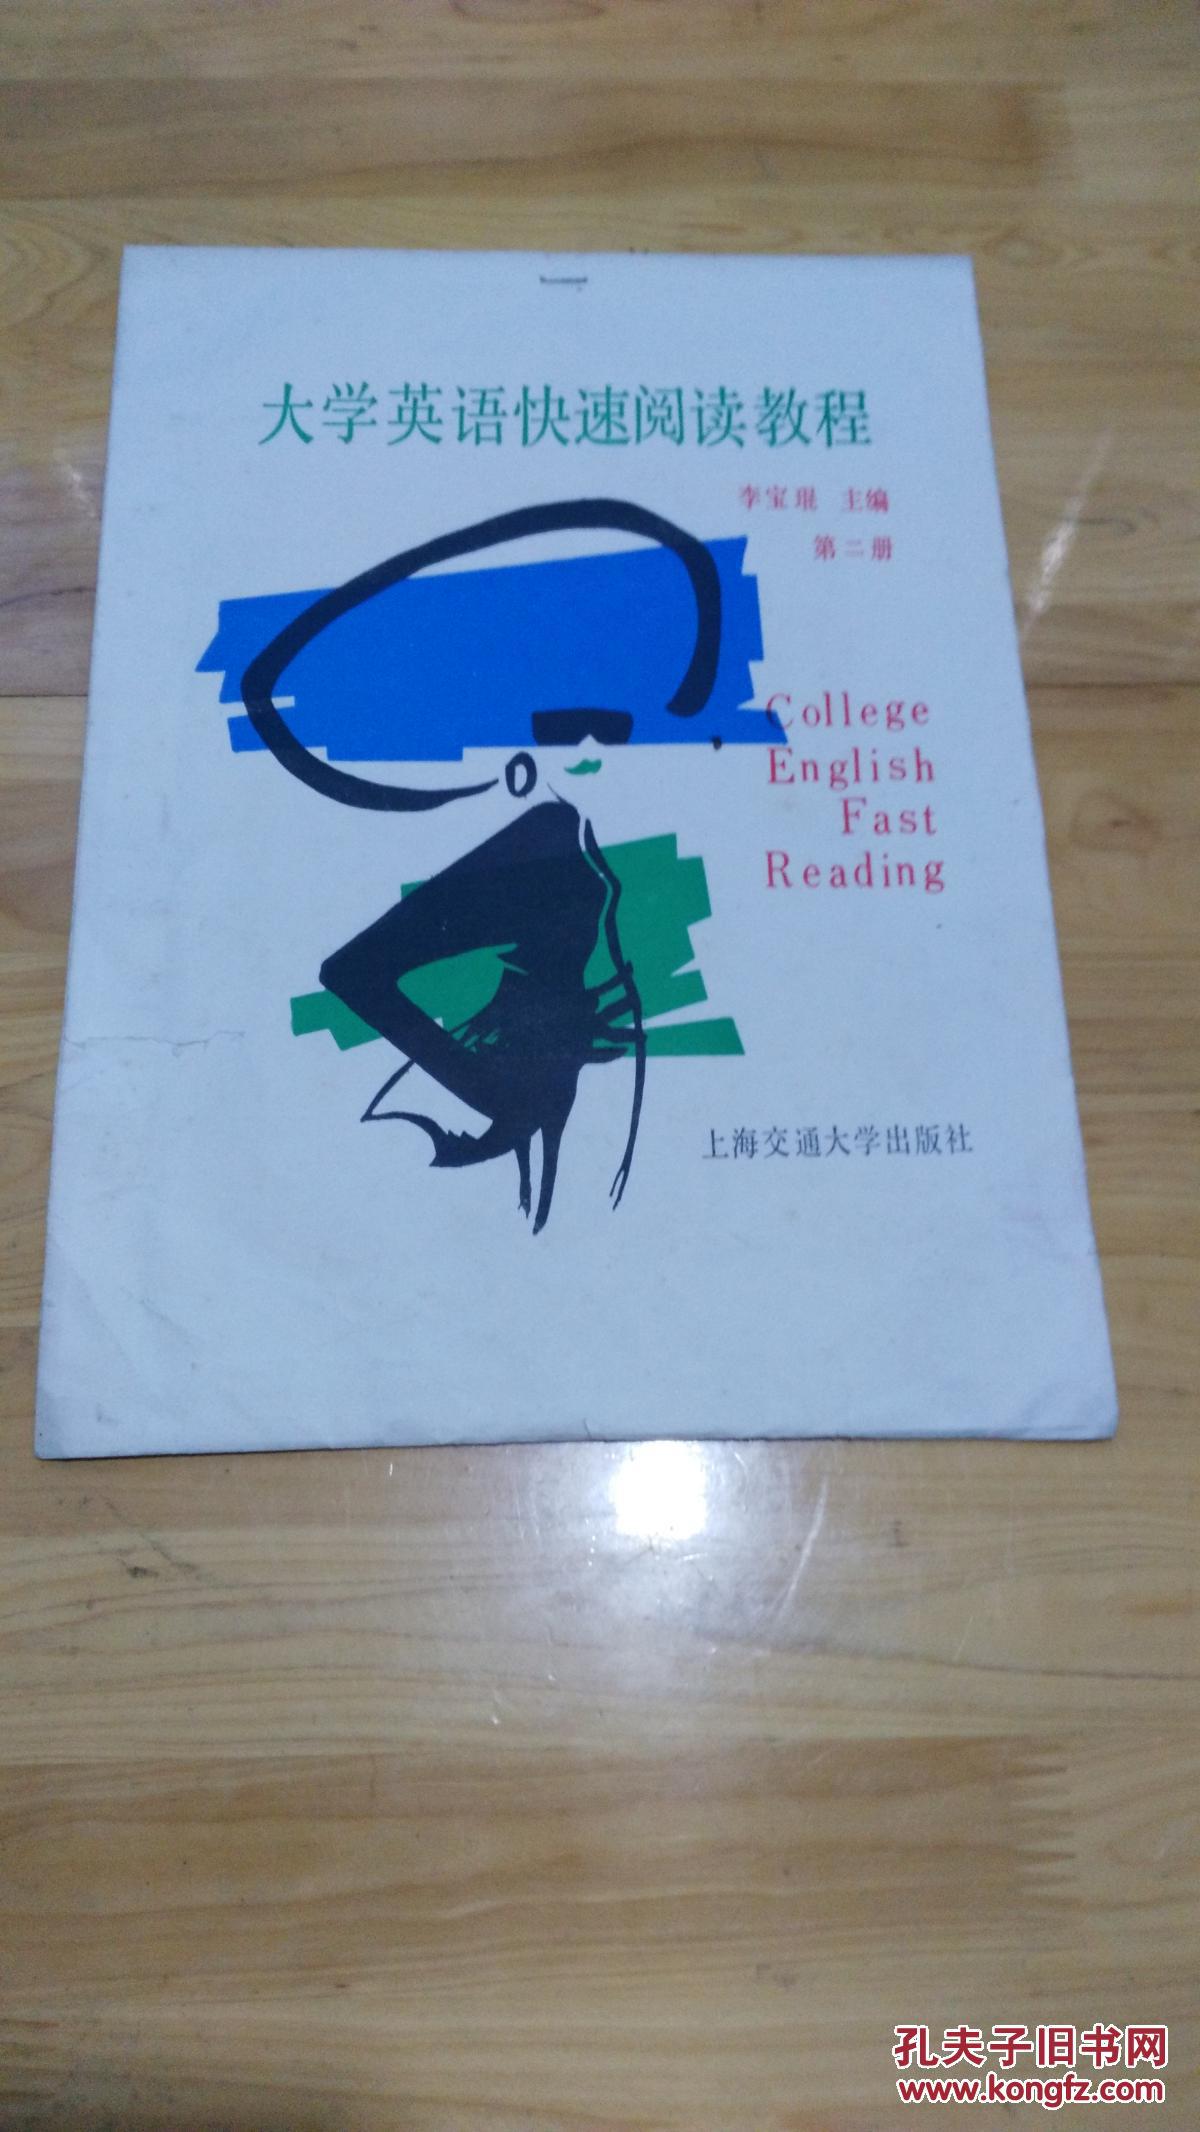 大学英语快速阅读教程
李宝琨 主编
第二册
College
English
Fast
Reading
上海交通大学出版社
孔夫子旧书网
www.kongfz.com